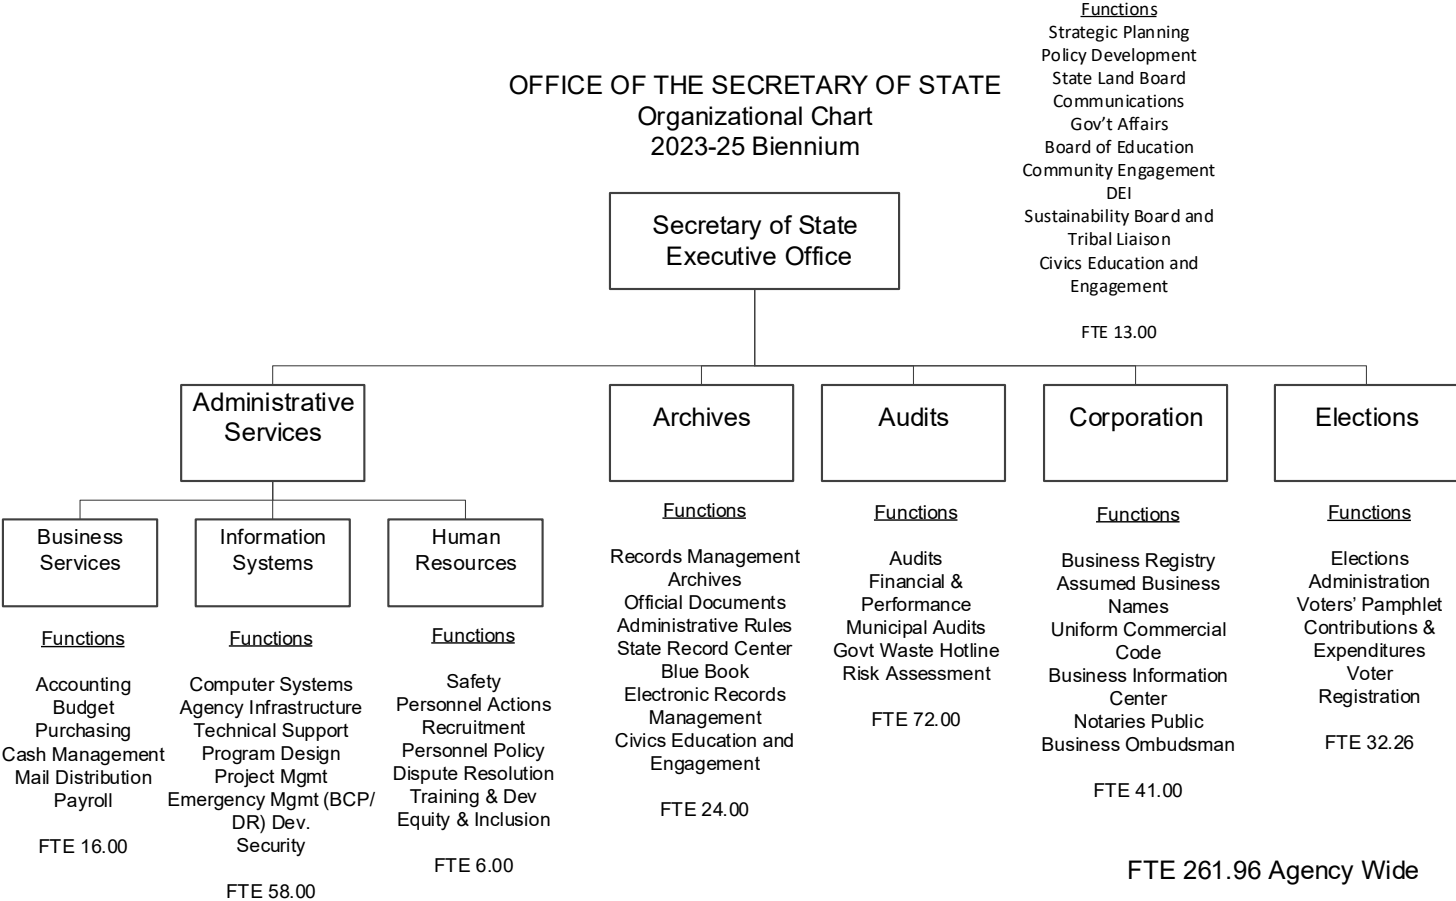 Functions
Strategic Planning
Policy Development
State Land Board
Communications
Gov’t Affairs
Board of Education
Community Engagement
DEI
Sustainability Board and
Tribal Liaison
Civics Education and
Engagement
FTE 13.00
OFFICE OF THE SECRETARY OF STATE
Organizational Chart
2023-25 Biennium
Secretary of State
Executive Office
Administrative
Services
Archives
Audits
Corporation
Elections
Business
Services
Information
Systems
Human
Resources
Functions
Accounting
Budget
Purchasing
Cash Management
Mail Distribution
Payroll
FTE 16.00
Functions
Computer Systems
Agency Infrastructure
Technical Support
Program Design
Project Mgmt
Emergency Mgmt (BCP/
DR) Dev.
Security
FTE 58.00
Functions
Safety
Personnel Actions
Recruitment
Personnel Policy
Dispute Resolution
Training & Dev
Equity & Inclusion
FTE 6.00
Functions
Records Management
Archives
Official Documents
Administrative Rules
State Record Center
Blue Book
Electronic Records
Management
Civics Education and
Engagement
FTE 24.00
Functions
Audits
Financial &
Performance
Municipal Audits
Govt Waste Hotline
Risk Assessment
FTE 72.00
Functions
Business Registry
Assumed Business
Names
Uniform Commercial
Code
Business Information
Center
Notaries Public
Business Ombudsman
FTE 41.00
Functions
Elections
Administration
Voters’ Pamphlet
Contributions &
Expenditures
Voter
Registration
FTE 32.26
FTE 261.96 Agency Wide